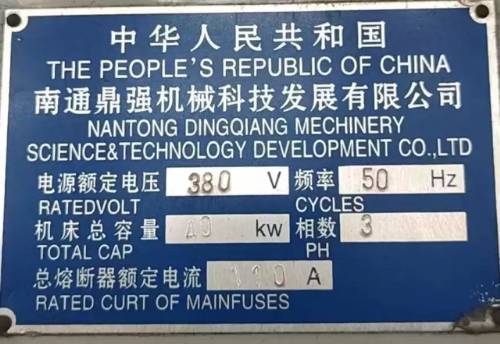 中华人民共和国
THE PEOPLE'S REPUBLIC OF CHINA
南通鼎强机械科技发展有限公司
NANTONG DINGQIANG MECHINERY
SCIENCE&TECHNOLOGY DEVELOPMENT CO.,LTD
电源额定电压 380 V 频率 50 Hz
RATEDVOLT CYCLES
机床总容量 40 kw 相数 3
TOTAL CAP PH
总熔断器额定电流 110 A
RATED CURT OF MAINFUSES